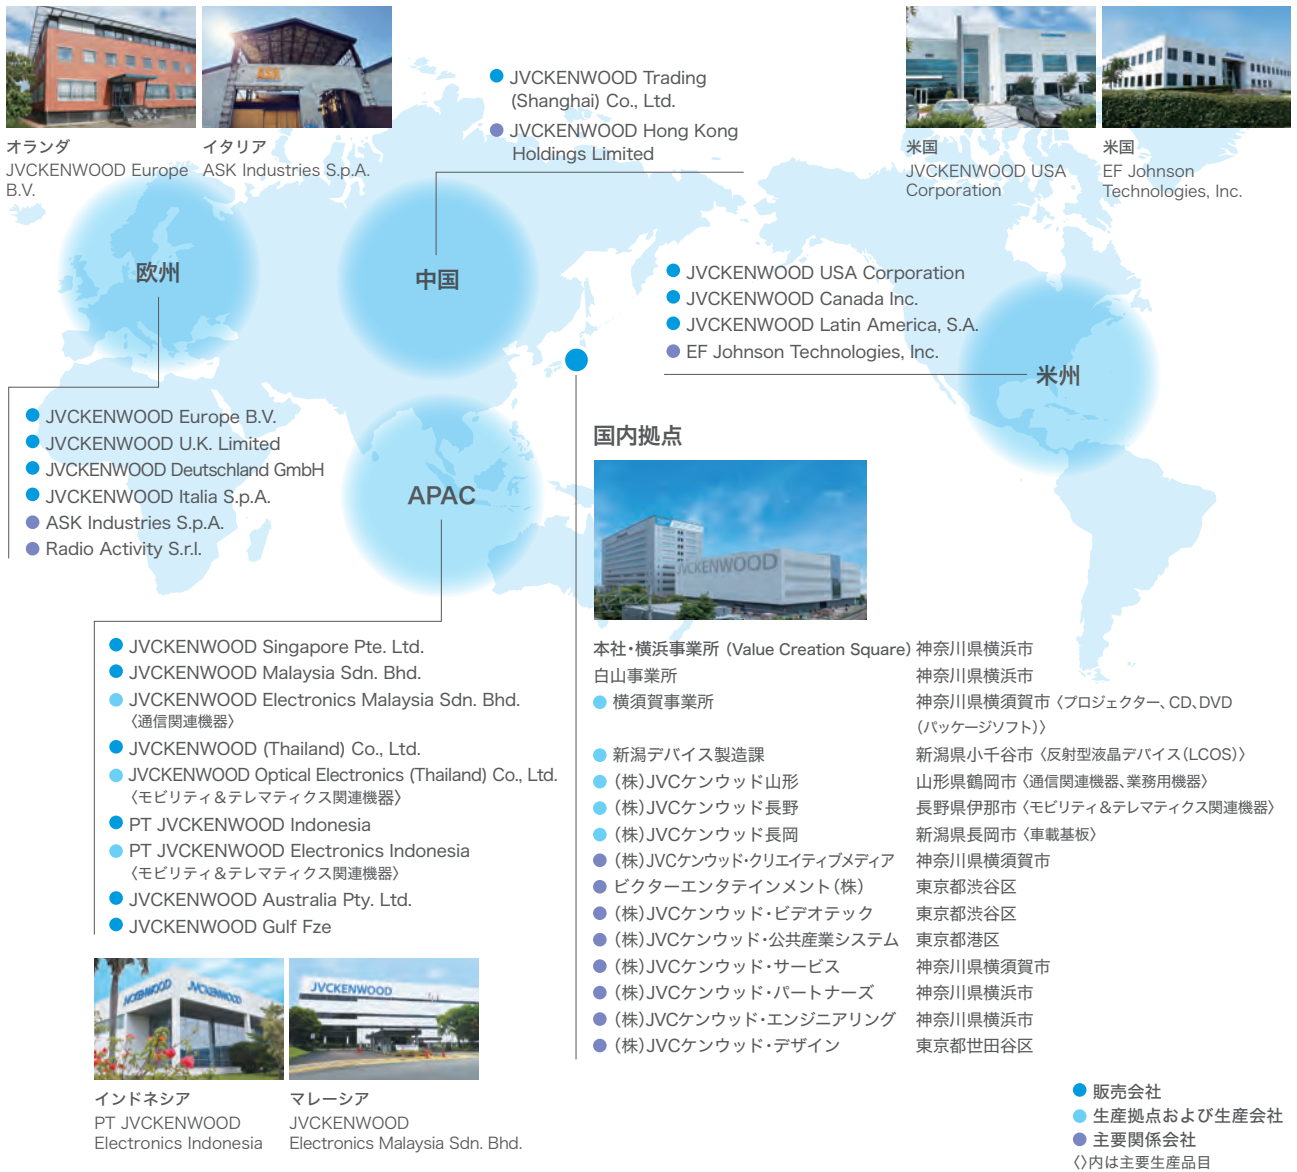 オランダ
JVCKENWOOD Europe
B.V.
ASK
イタリア
ASK Industries S.p.A.
JVCKENWOOD Trading
(Shanghai) Co., Ltd.
JVCKENWOOD Hong Kong
Holdings Limited
米国
JVCKENWOOD USA
Corporation
米国
EF Johnson
Technologies, Inc.
欧州
中国
JVCKENWOOD USA Corporation
JVCKENWOOD Canada Inc.
JVCKENWOOD Latin America, S.A.
EF Johnson Technologies, Inc.
米州
JVCKENWOOD Europe B.V.
JVCKENWOOD U.K. Limited
JVCKENWOOD Deutschland GmbH
JVCKENWOOD Italia S.p.A.
ASK Industries S.p.A.
Radio Activity S.r.l.
APAC
JVCKENWOOD Singapore Pte. Ltd.
JVCKENWOOD Malaysia Sdn. Bhd.
JVCKENWOOD Electronics Malaysia Sdn. Bhd.
〈通信関連機器〉
JVCKENWOOD (Thailand) Co., Ltd.
JVCKENWOOD Optical Electronics (Thailand) Co., Ltd.
〈モビリティ＆テレマティクス関連機器〉
PT JVCKENWOOD Indonesia
PT JVCKENWOOD Electronics Indonesia
〈モビリティ＆テレマティクス関連機器〉
JVCKENWOOD Australia Pty. Ltd.
JVCKENWOOD Gulf Fze
JVCKENWOOD JVCKENWOOD
インドネシア
PT JVCKENWOOD
Electronics Indonesia
JVCKENWOOD
マレーシア
JVCKENWOOD
Electronics Malaysia Sdn. Bhd.
国内拠点
JVCKENWOOD
本社・横浜事業所（Value Creation Square） 神奈川県横浜市
白山事業所 神奈川県横浜市
横須賀事業所 神奈川県横須賀市〈プロジェクター、CD、DVD
（パッケージソフト）〉
新潟デバイス製造課 新潟県小千谷市〈反射型液晶デバイス（LCOS）〉
（株）JVCケンウッド山形 山形県鶴岡市〈通信関連機器、業務用機器〉
（株）JVCケンウッド長野 長野県伊那市〈モビリティ＆テレマティクス関連機器〉
（株）JVCケンウッド長岡 新潟県長岡市〈車載基板〉
（株）JVCケンウッド・クリエイティブメディア 神奈川県横須賀市
ビクターエンタテインメント（株） 東京都渋谷区
（株）JVCケンウッド・ビデオテック 東京都渋谷区
（株）JVCケンウッド・公共産業システム 東京都港区
（株）JVCケンウッド・サービス 神奈川県横須賀市
（株）JVCケンウッド・パートナーズ 神奈川県横浜市
（株）JVCケンウッド・エンジニアリング 神奈川県横浜市
（株）JVCケンウッド・デザイン 東京都世田谷区
販売会社
生産拠点および生産会社
主要関係会社
〈〉内は主要生産品目